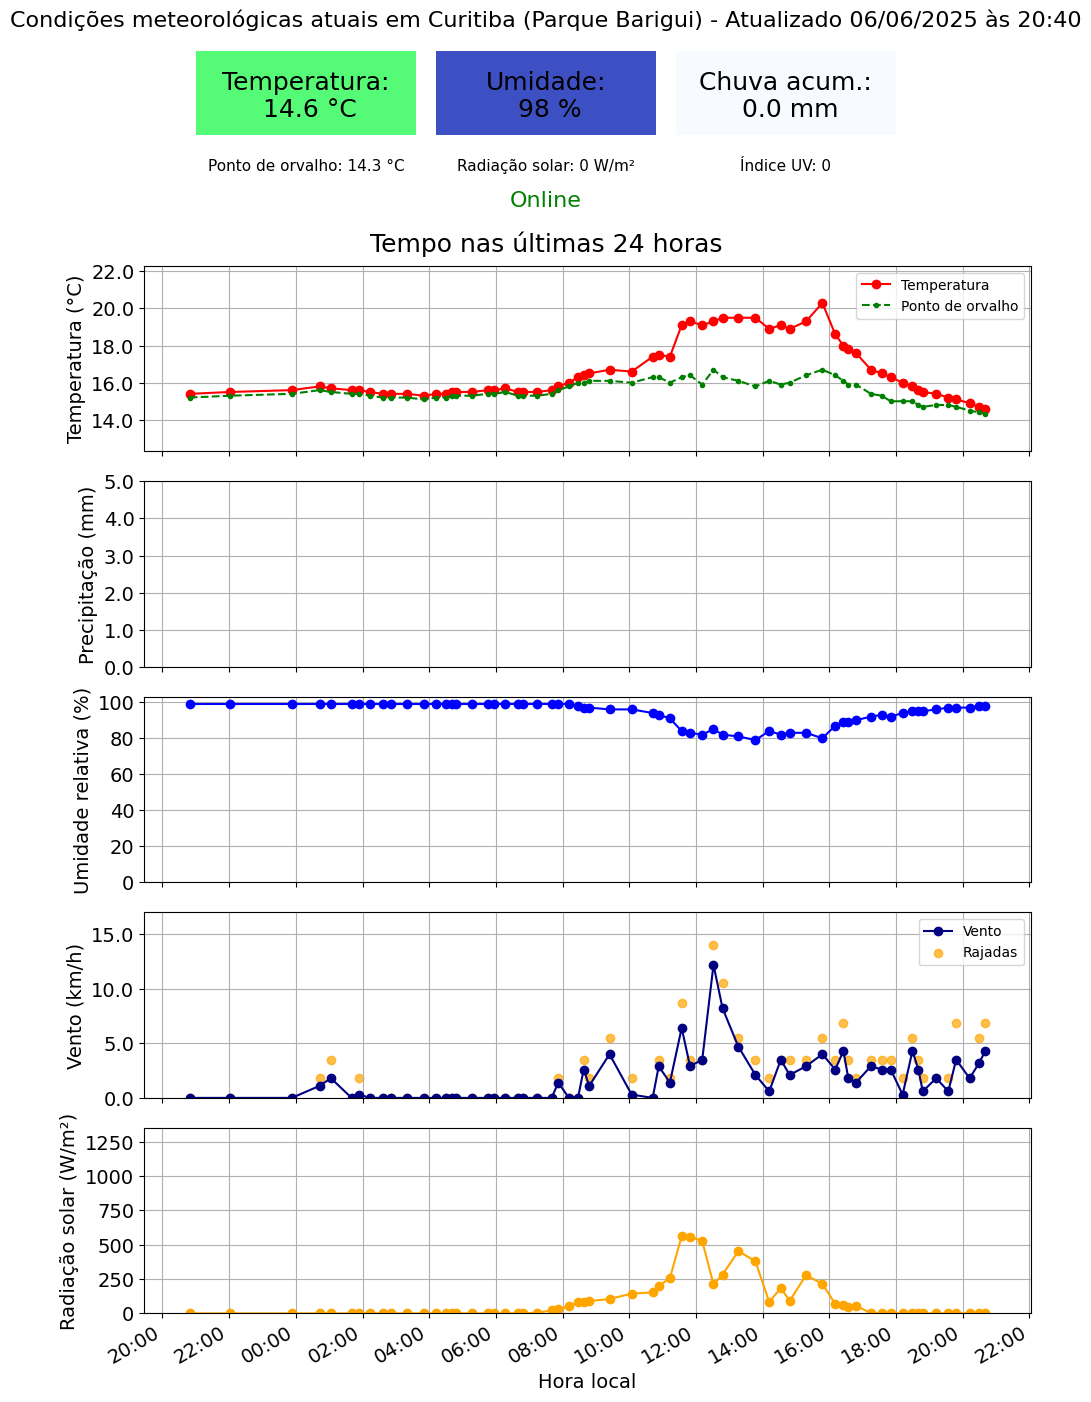 Condições meteorológicas atuais em Curitiba (Parque Barigui) - Atualizado 06/06/2025 às 20:40
Temperatura:
14.6 °C
Umidade:
98 %
Chuva acum.:
0.0 mm
Ponto de orvalho: 14.3 °C
Radiação solar: 0 W/m²
Índice UV: 0
Online
Tempo nas últimas 24 horas
Temperatura (°C)
22.0
20.0
18.0
16.0
14.0
Temperatura
Ponto de orvalho
Precipitação (mm)
5.0
4.0
3.0
2.0
1.0
0.0
Umidade relativa (%)
100
80
60
40
20
0
Vento (km/h)
15.0
10.0
5.0
0.0
Vento
Rajadas
Radiação solar (W/m²)
1250
1000
750
500
250
0
20:00
22:00
00:00
02:00
04:00
06:00
08:00
10:00
12:00
14:00
16:00
18:00
20:00
22:00
Hora local